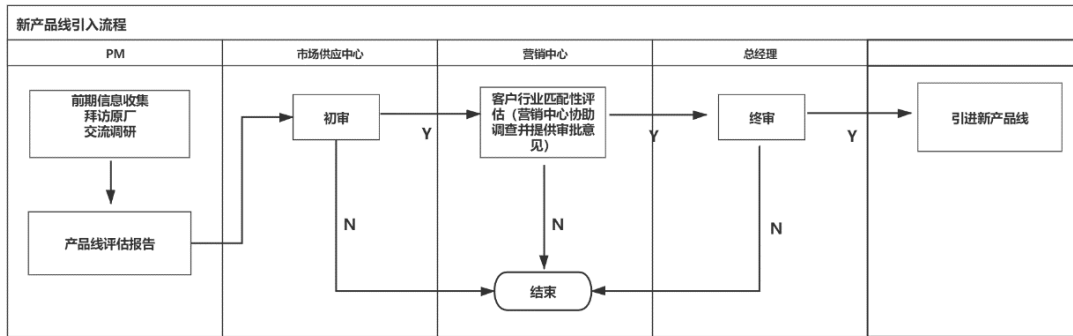 新产品线引入流程
PM
市场供应中心
营销中心
总经理
前期信息收集
拜访原厂
交流调研
产品线评估报告
初审
Y
N
客户行业匹配性评
估（营销中心协助
调查并提供审批意
见）
Y
N
终审
Y
N
引进新产品线
结束